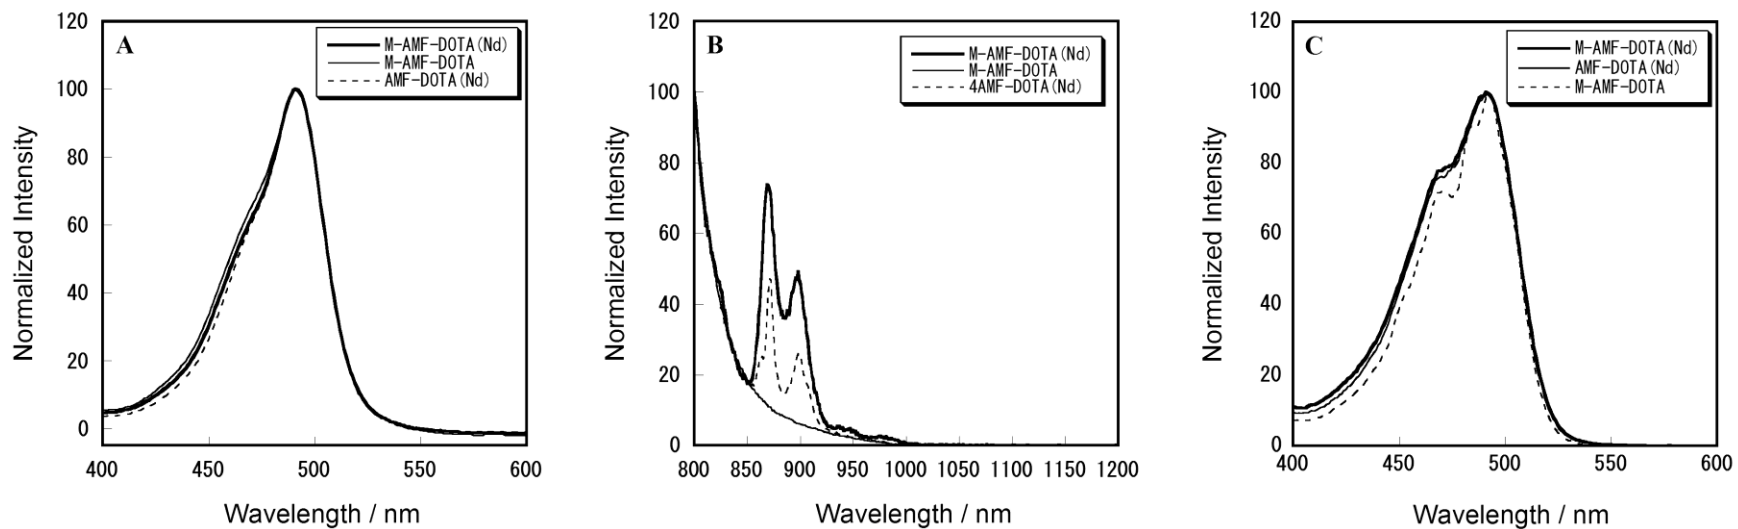 A
M-AMF-DOTA(Nd)
M-AMF-DOTA
AMF-DOTA(Nd)
120
100
80
60
40
20
0
Normalized Intensity
400 450 500 550 600
Wavelength / nm
B
M-AMF-DOTA(Nd)
M-AMF-DOTA
4AMF-DOTA(Nd)
120
100
80
60
40
20
0
Normalized Intensity
800 850 900 950 1000 1050 1100 1150 1200
Wavelength / nm
C
M-AMF-DOTA(Nd)
AMF-DOTA(Nd)
M-AMF-DOTA
120
100
80
60
40
20
0
Normalized Intensity
400 450 500 550 600
Wavelength / nm